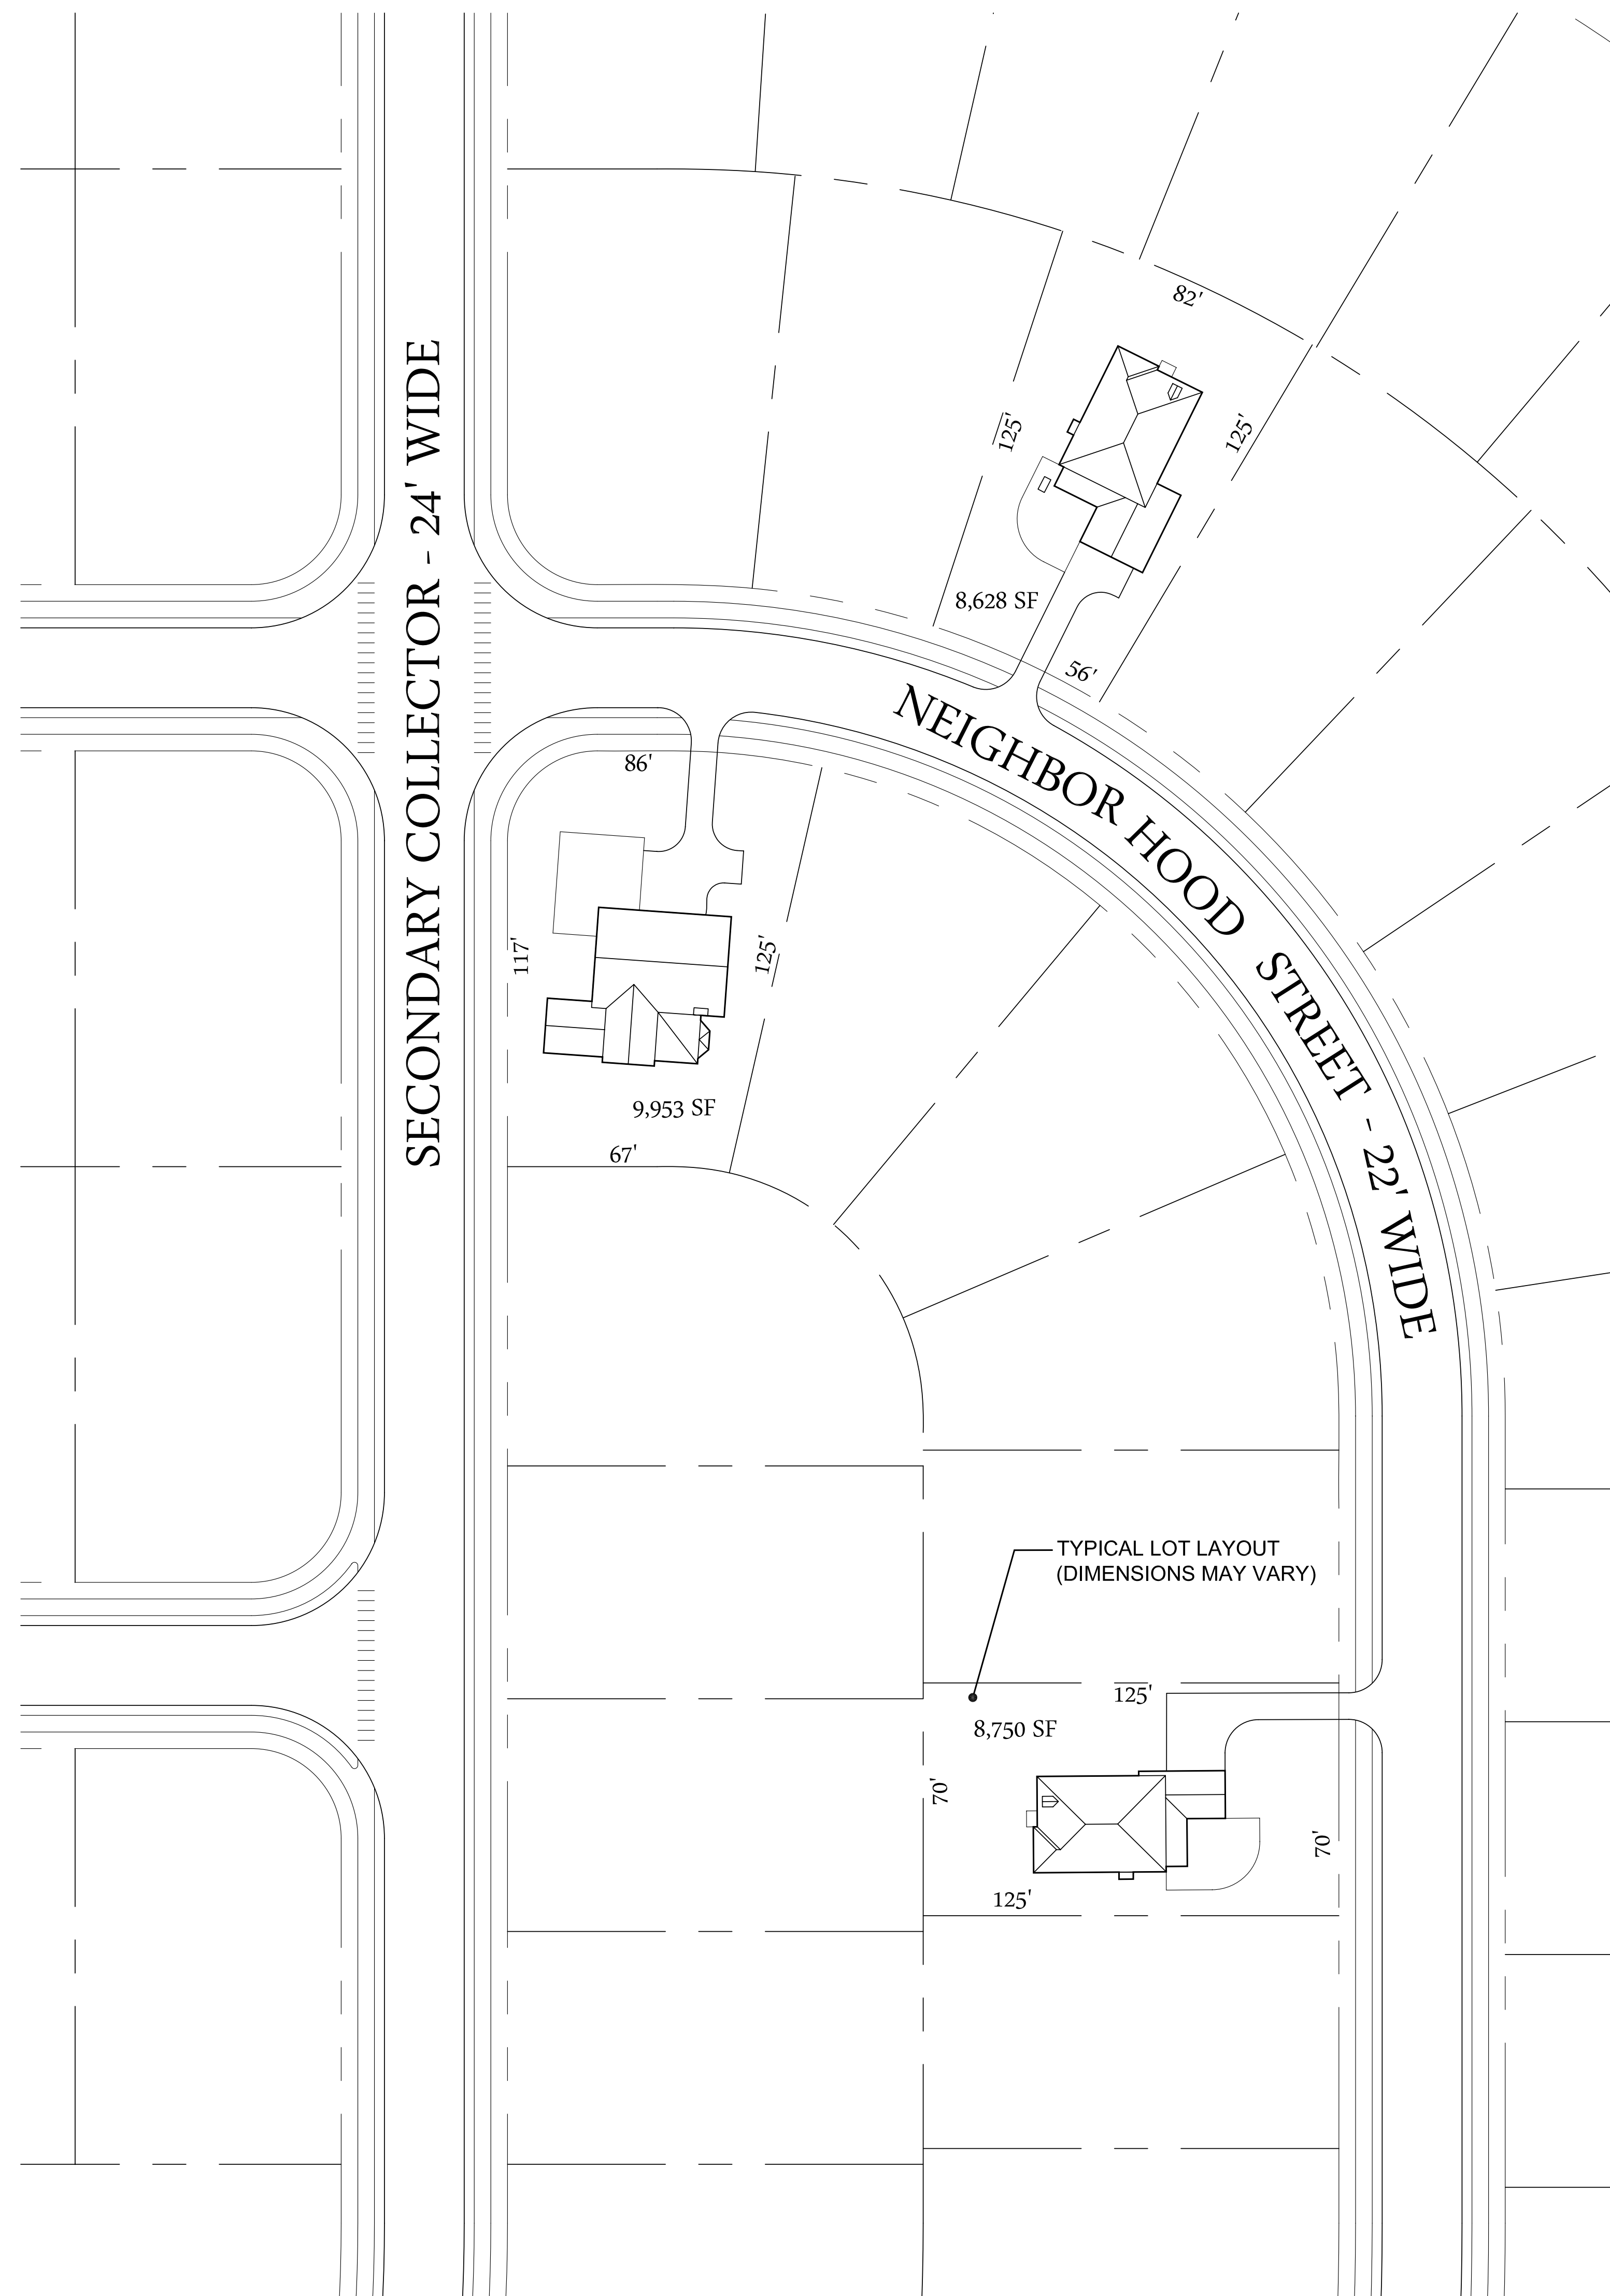 82'
125'
125'
8,628 SF
56'
SECONDARY COLLECTOR - 24' WIDE
NEIGHBOR HOOD STREET - 22' WIDE
86'
117'
125'
9,953 SF
67'
TYPICAL LOT LAYOUT
(DIMENSIONS MAY VARY)
125'
8,750 SF
70'
70'
125'